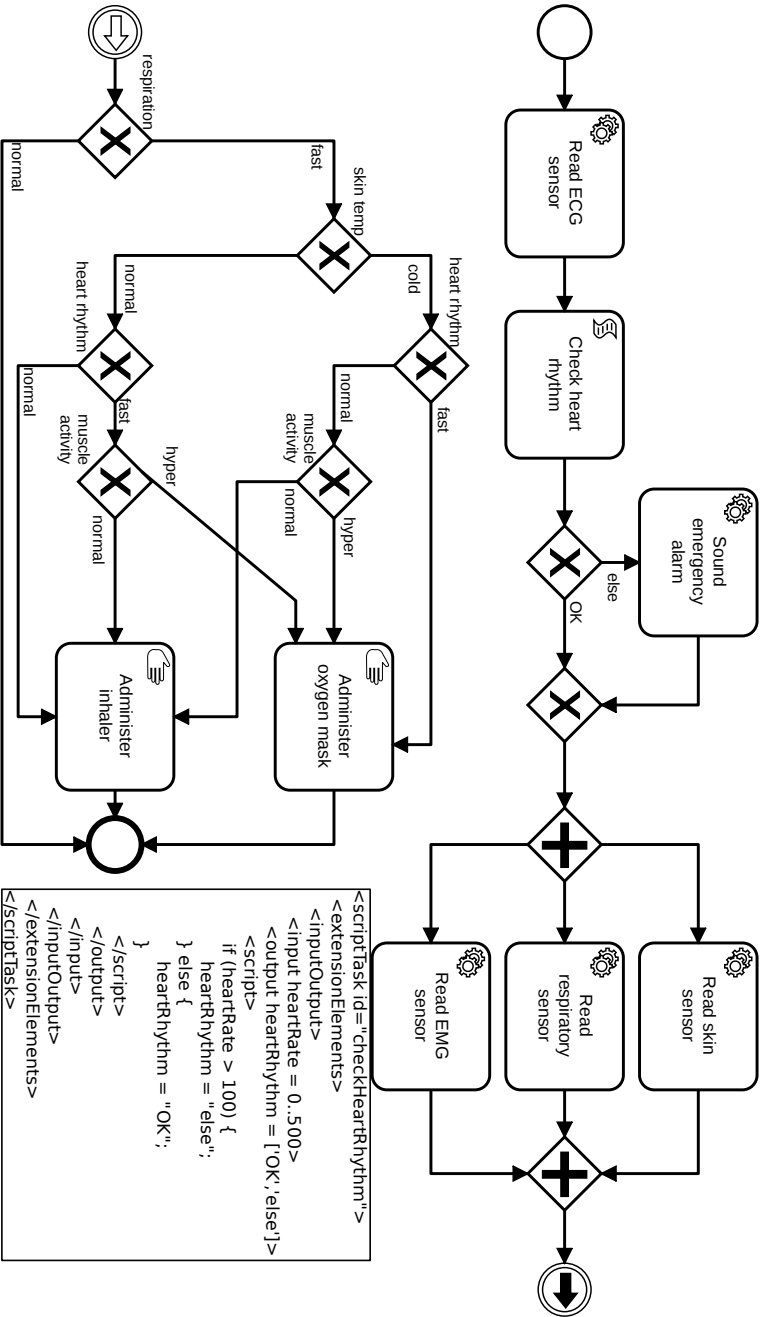 Read ECG
sensor
Check heart
rhythm
Sound
emergency
alarm
else
OK
Read skin
sensor
Read
respiratory
sensor
Read EMG
sensor
respiration
fast
normal
skin temp
cold
normal
heart rhythm
fast
normal
heart rhythm
fast
normal
muscle
activity
hyper
normal
muscle
activity
hyper
normal
Administer
oxygen mask
Administer
inhaler
<scriptTask id="checkHeartRhythm">
<extensionElements>
<inputOutput>
<input heartRate = 0..500>
<output heartRhythm = ['OK','else']>
<script>
if (heartRate > 100) {
heartRhythm = "else";
} else {
heartRhythm = "OK";
}
</script>
</output>
</input>
</inputOutput>
</extensionElements>
</scriptTask>